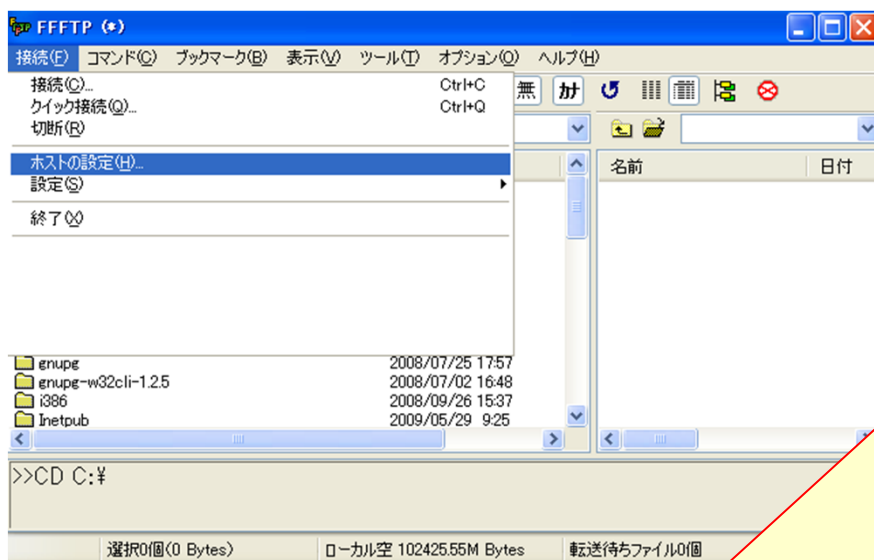 FFFTP (*)
接続(F) コマンド(C) ブックマーク(B) 表示(V) ツール(T) オプション(O) ヘルプ(H)
接続(C)... Ctrl+C
クイック接続(Q)... Ctrl+Q
切断(R)
ホストの設定(H)...
設定(S)
終了(X)
無 カナ
名前 日付
gnupg 2008/07/25 17:57
gnupg-w32cli-1.2.5 2008/07/02 16:48
i386 2008/09/26 15:37
Inetpub 2009/05/29 9:25
>>CD C:¥
選択0個(0 Bytes) ローカル空 102425.55M Bytes 転送待ちファイル0個